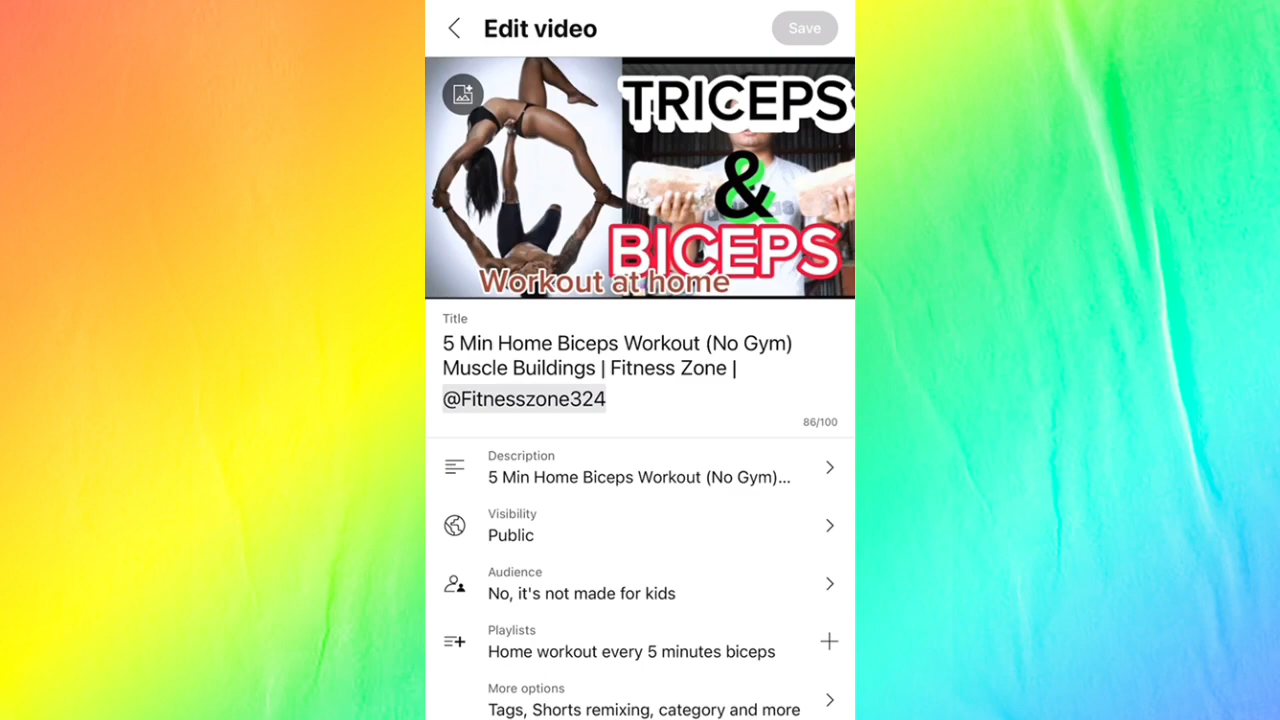 Edit video
Save
TRICEPS
&
BICEPS
Workout at home
Title
5 Min Home Biceps Workout (No Gym)
Muscle Buildings | Fitness Zone |
@Fitnesszone324
86/100
Description
5 Min Home Biceps Workout (No Gym)...
Visibility
Public
Audience
No, it's not made for kids
Playlists
Home workout every 5 minutes biceps
More options
Tags, Shorts remixing, category and more